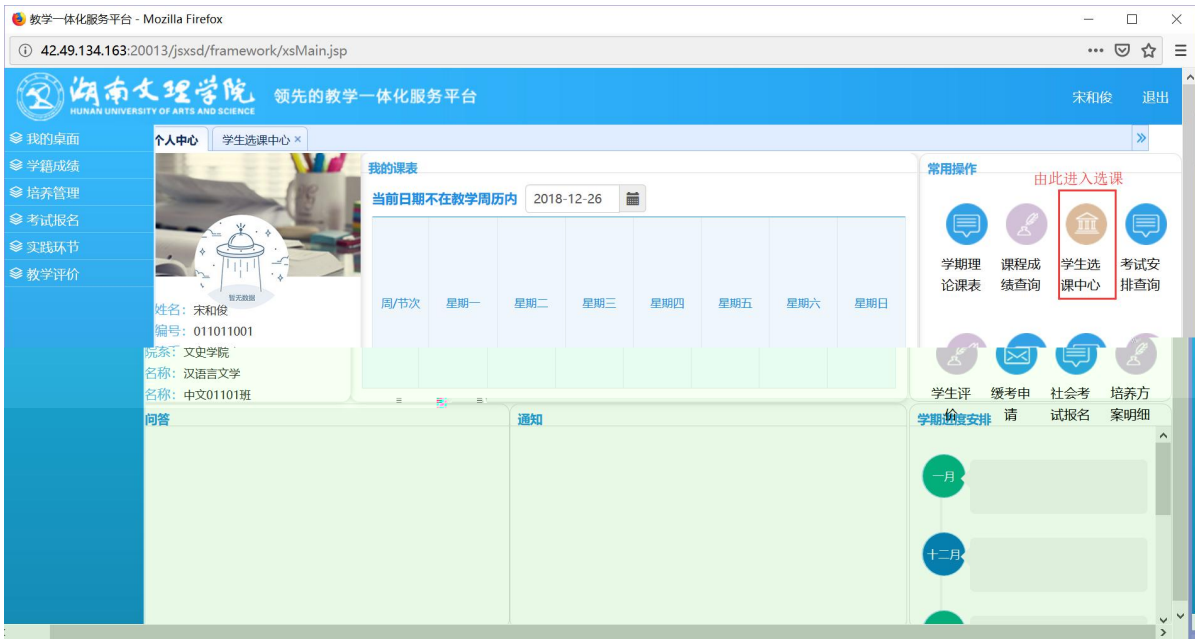 教学一体化服务平台 - Mozilla Firefox
42.49.134.163:20013/jsxsd/framework/xsMain.jsp
湖南文理学院
HUNAN UNIVERSITY OF ARTS AND SCIENCE
领先的教学一体化服务平台
宋和俊 退出
我的桌面
学籍成绩
培养管理
考试报名
实践环节
教学评价
个人中心 学生选课中心 ×
暂无数据
姓名：宋和俊
编号：011011001
院系：文史学院
名称：汉语言文学
名称：中文01101班
我的课表
当前日期不在教学周历内 2018-12-26
周/节次 星期一 星期二 星期三 星期四 星期五 星期六 星期日
常用操作
由此进入选课
学期理
论课表
课程成
绩查询
学生选
课中心
考试安
排查询
学生评
价
缓考申
请
社会考
试报名
培养方
案明细
问答
通知
学期进度安排
一月
十二月